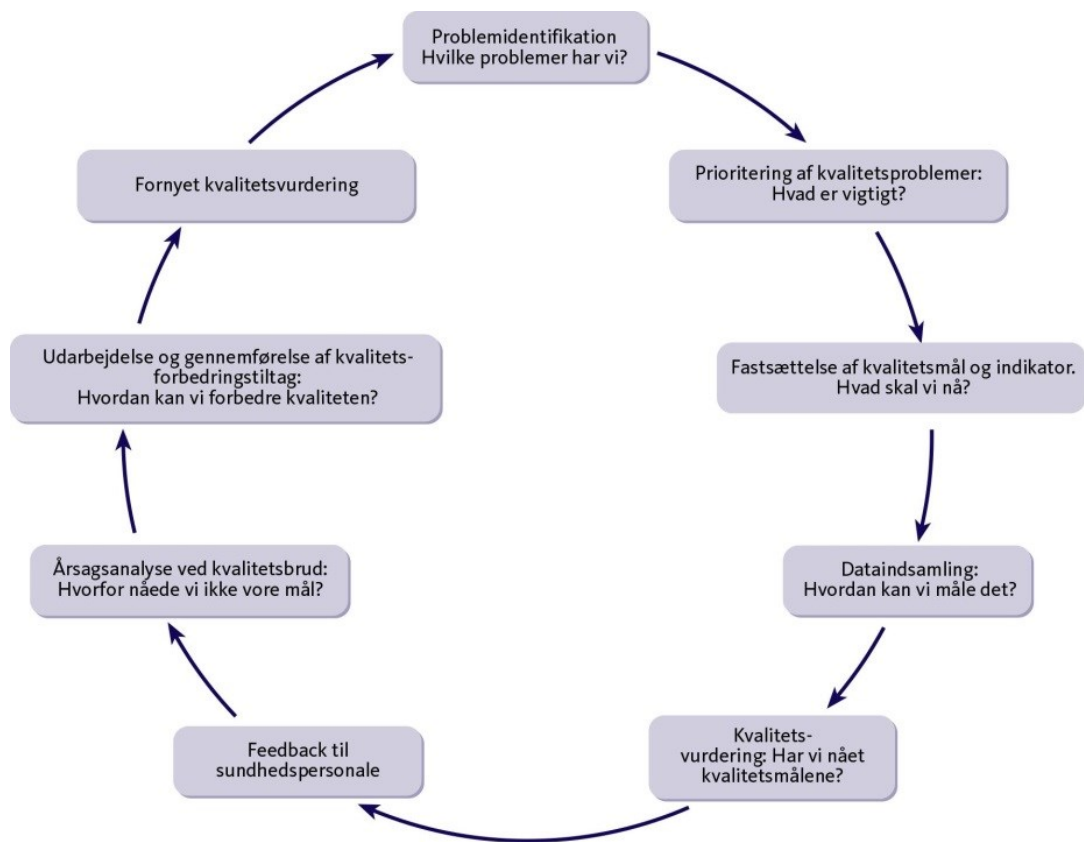 Problemidentifikation
Hvilke problemer har vi?
Prioritering af kvalitetsproblemer:
Hvad er vigtigt?
Fastsættelse af kvalitetsmål og indikator.
Hvad skal vi nå?
Dataindsamling:
Hvordan kan vi måle det?
Kvalitets-
vurdering: Har vi nået
kvalitetsmålene?
Feedback til
sundhedspersonale
Årsagsanalyse ved kvalitetsbrud:
Hvorfor nåede vi ikke vore mål?
Udarbejdelse og gennemførelse af kvalitets-
forbedringstiltag:
Hvordan kan vi forbedre kvaliteten?
Fornyet kvalitetsvurdering